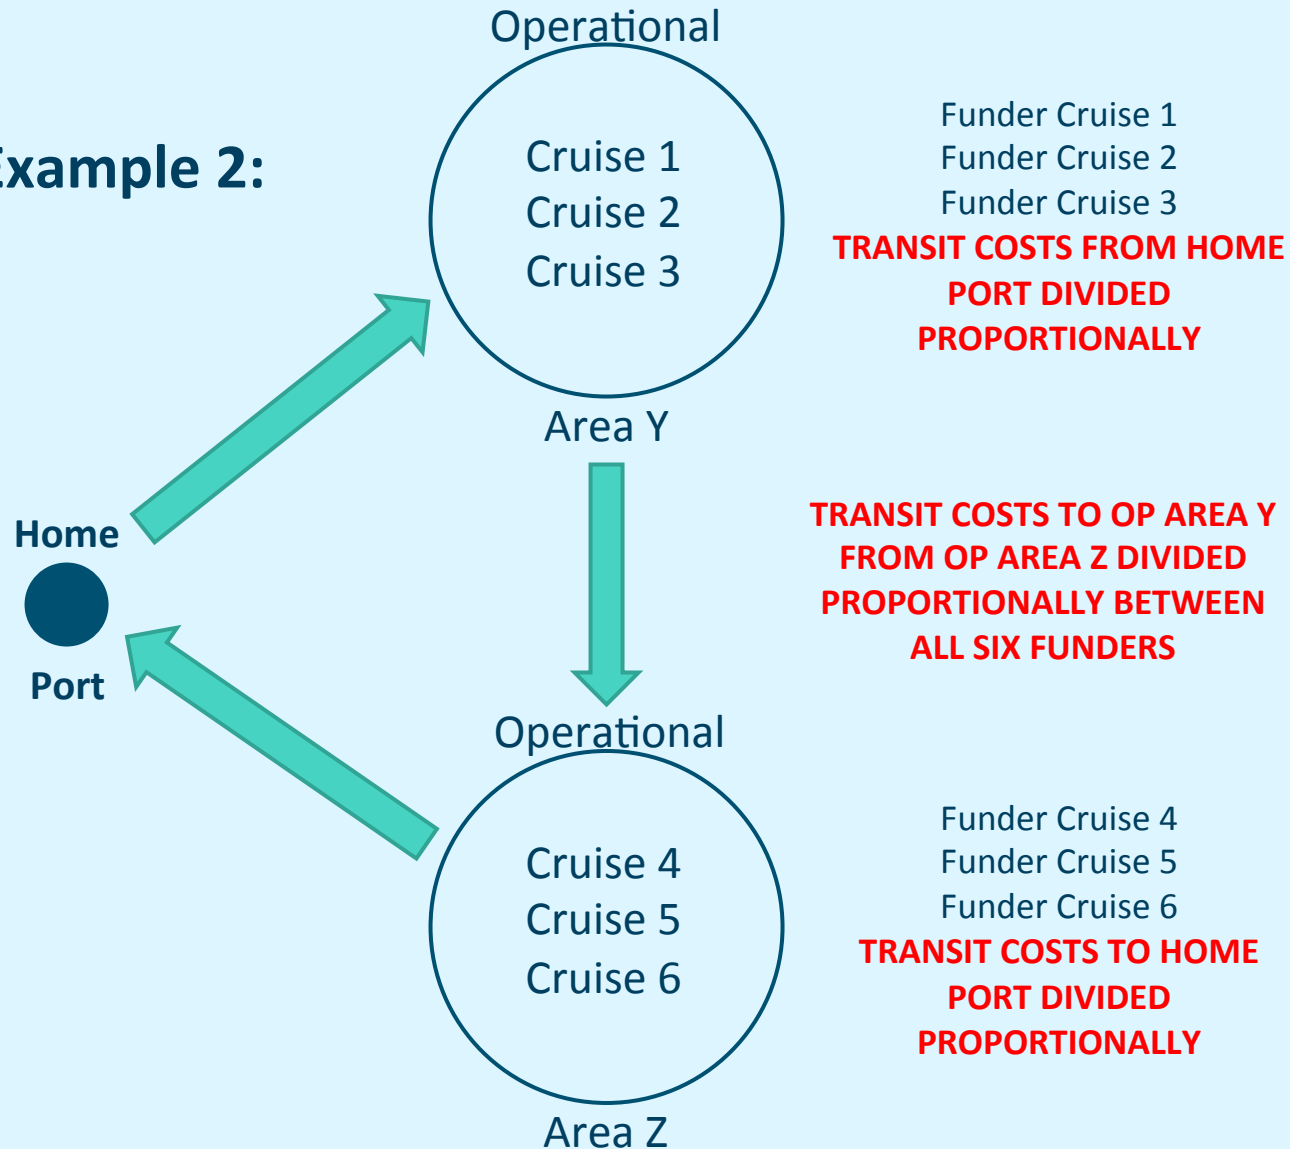 Example 2:
Operational
Cruise 1
Cruise 2
Cruise 3
Area Y
Funder Cruise 1
Funder Cruise 2
Funder Cruise 3
TRANSIT COSTS FROM HOME
PORT DIVIDED
PROPORTIONALLY
Home
Port
TRANSIT COSTS TO OP AREA Y
FROM OP AREA Z DIVIDED
PROPORTIONALLY BETWEEN
ALL SIX FUNDERS
Operational
Cruise 4
Cruise 5
Cruise 6
Area Z
Funder Cruise 4
Funder Cruise 5
Funder Cruise 6
TRANSIT COSTS TO HOME
PORT DIVIDED
PROPORTIONALLY